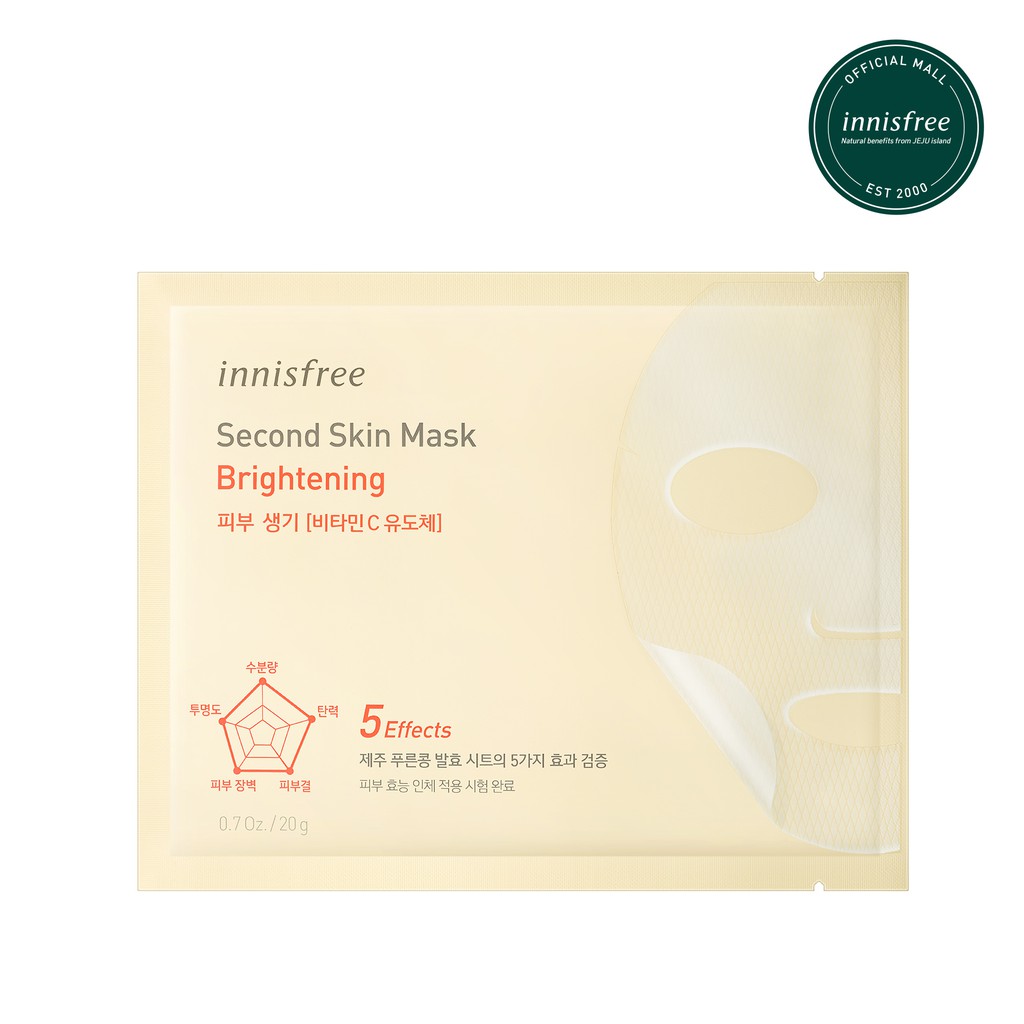 OFFICIAL MALL
innisfree
Natural benefits from JEJU island
EST 2000
innisfree
Second Skin Mask
Brightening
피부 생기 [비타민 C 유도체]
수분량
투명도
탄력
피부 장벽
피부결
5 Effects
제주 푸른콩 발효 시트의 5가지 효과 검증
피부 효능 인체 적용 시험 완료
0.7 Oz. / 20 g